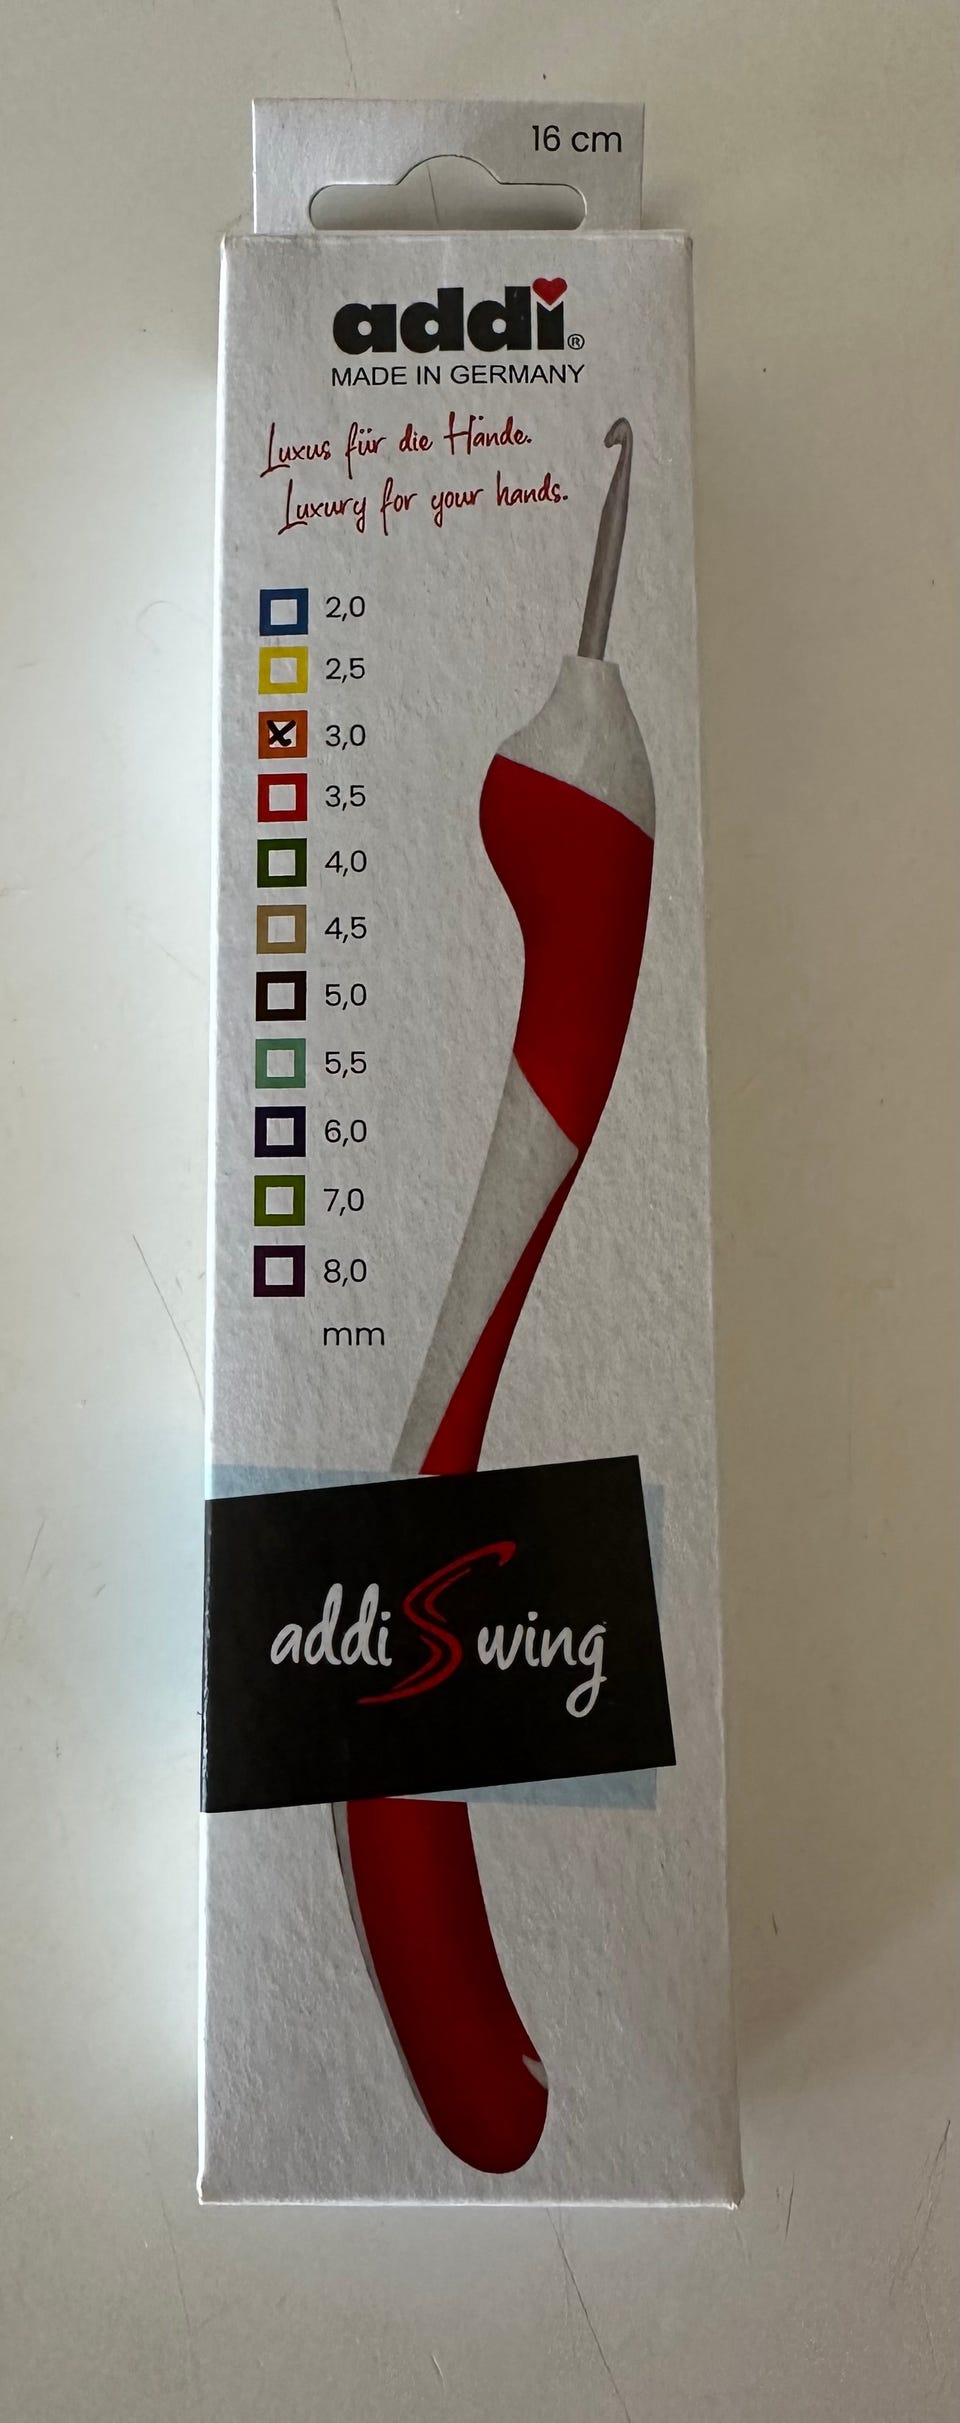 16 cm
addi®
MADE IN GERMANY
Luxus für die Hände.
Luxury for your hands.
2,0
2,5
3,0
3,5
4,0
4,5
5,0
5,5
6,0
7,0
8,0
mm
addi Swing